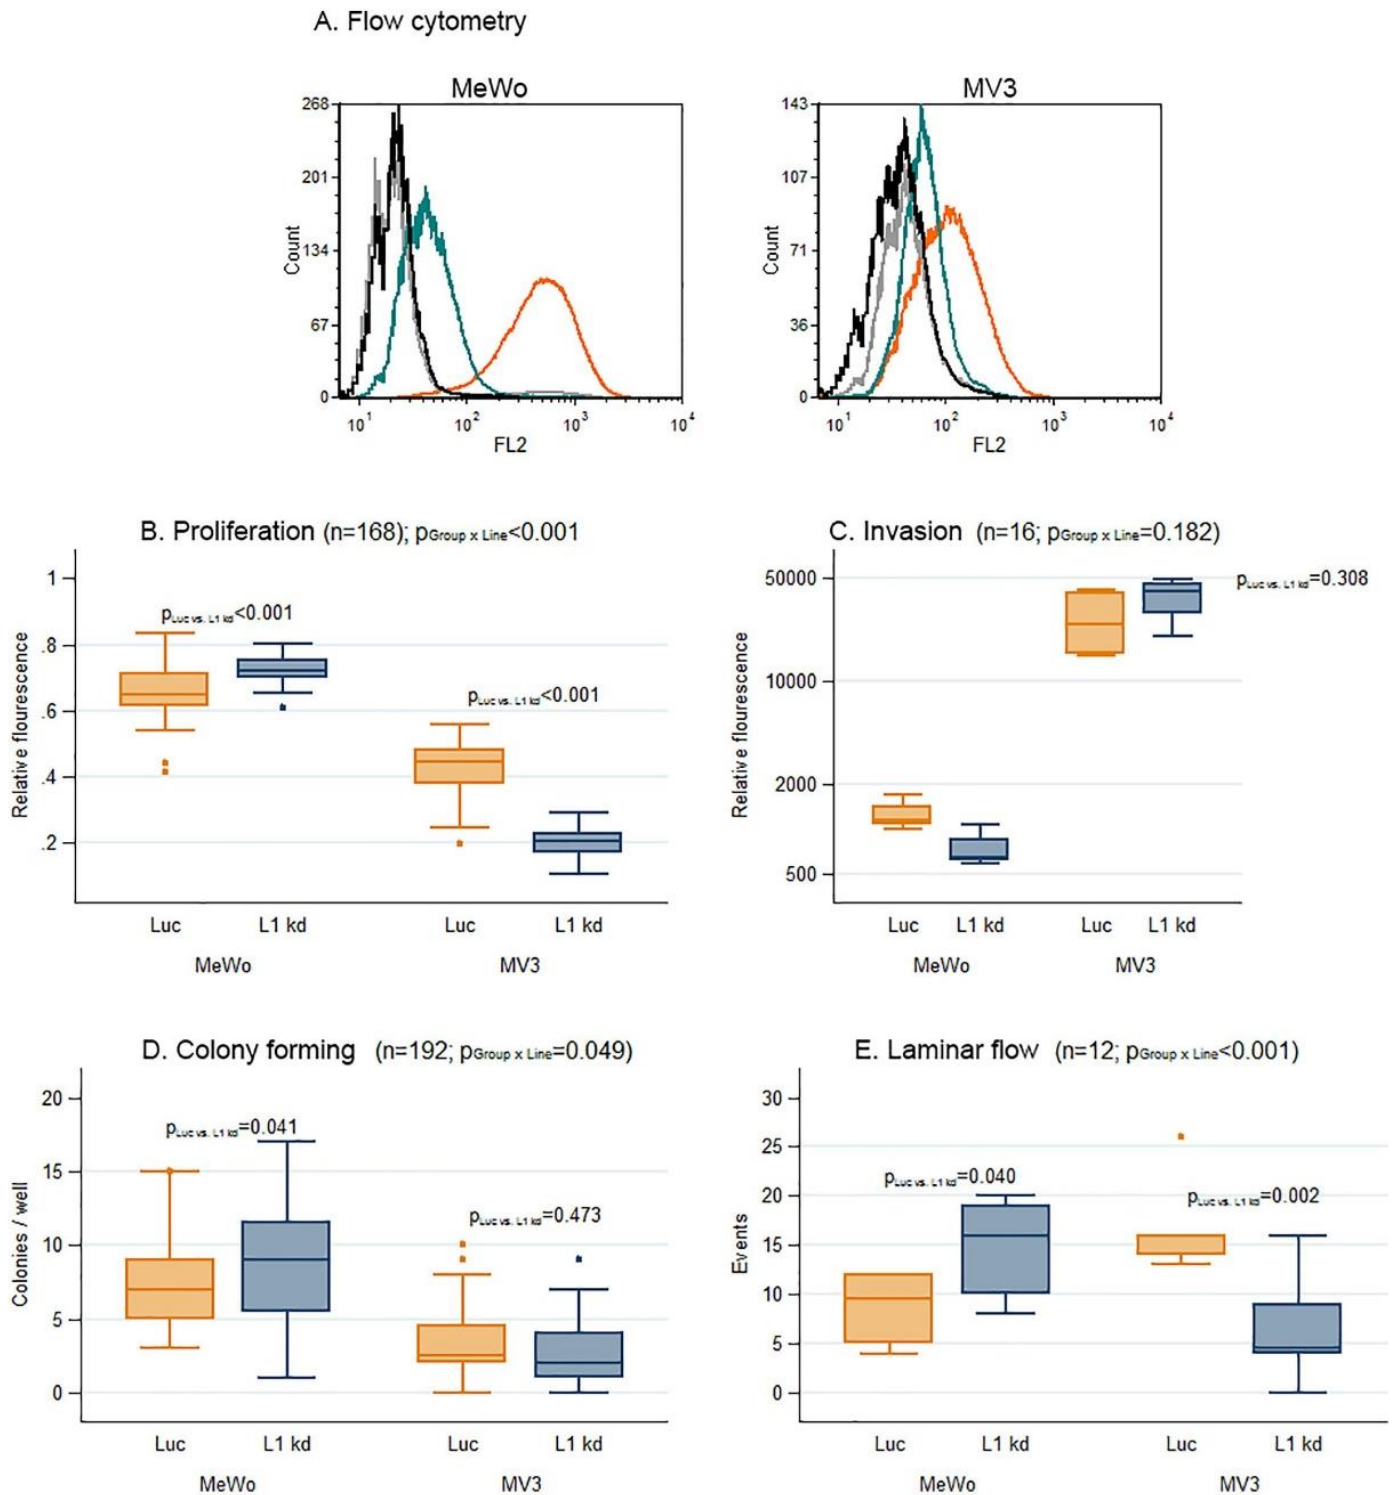 A. Flow cytometry
MeWo
268
201
134
67
0
Count
10¹ 10² 10³ 10⁴
FL2
MV3
143
107
71
36
0
Count
10¹ 10² 10³ 10⁴
FL2
B. Proliferation (n=168); pGroup x Line<0.001
1
.8
.6
.4
.2
Relative flourescence
pLuc vs. L1 kd<0.001
pLuc vs. L1 kd<0.001
Luc L1 kd Luc L1 kd
MeWo MV3
C. Invasion (n=16; pGroup x Line=0.182)
50000
10000
2000
500
Relative flourescence
pLuc vs. L1 kd=0.308
Luc L1 kd Luc L1 kd
MeWo MV3
D. Colony forming (n=192; pGroup x Line=0.049)
20
15
10
5
0
Colonies / well
pLuc vs. L1 kd=0.041
pLuc vs. L1 kd=0.473
Luc L1 kd Luc L1 kd
MeWo MV3
E. Laminar flow (n=12; pGroup x Line<0.001)
30
25
20
15
10
5
0
Events
pLuc vs. L1 kd=0.040
pLuc vs. L1 kd=0.002
Luc L1 kd Luc L1 kd
MeWo MV3